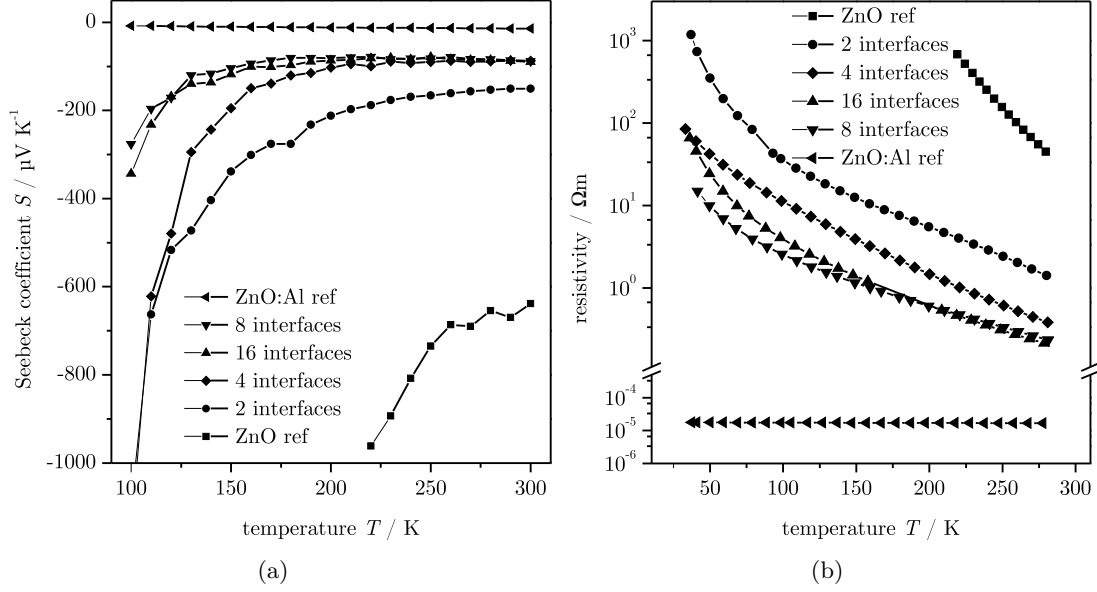 0
-200
-400
-600
-800
-1000
100
150
200
250
300
Seebeck coefficient S / µV K⁻¹
temperature T / K
ZnO:Al ref
8 interfaces
16 interfaces
4 interfaces
2 interfaces
ZnO ref
(a)
10³
10²
10¹
10⁰
10⁻⁴
10⁻⁵
10⁻⁶
50
100
150
200
250
300
resistivity / Ωm
temperature T / K
ZnO ref
2 interfaces
4 interfaces
16 interfaces
8 interfaces
ZnO:Al ref
(b)